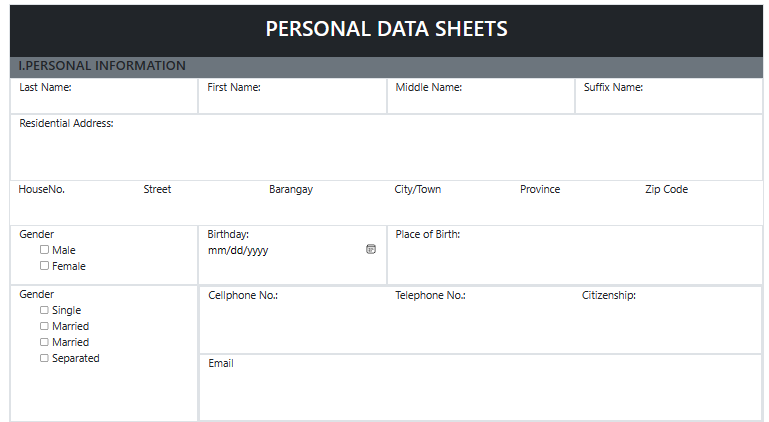 PERSONAL DATA SHEETS
I.PERSONAL INFORMATION
Last Name: First Name: Middle Name: Suffix Name:
Residential Address:
HouseNo. Street Barangay City/Town Province Zip Code
Gender
Male
Female
Birthday:
mm/dd/yyyy
Place of Birth:
Gender
Single
Married
Married
Separated
Cellphone No.: Telephone No.: Citizenship:
Email